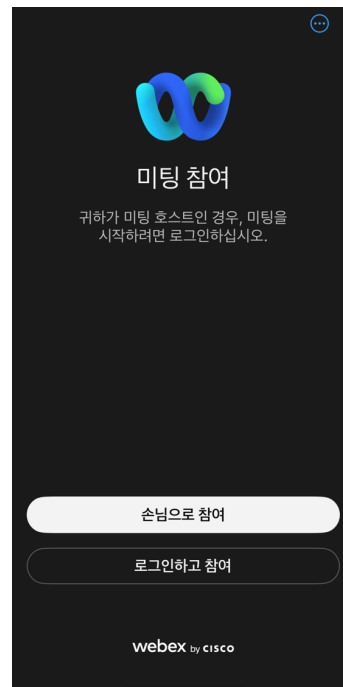 미팅 참여
귀하가 미팅 호스트인 경우, 미팅을
시작하려면 로그인하십시오.
손님으로 참여
로그인하고 참여
webex by CISCO